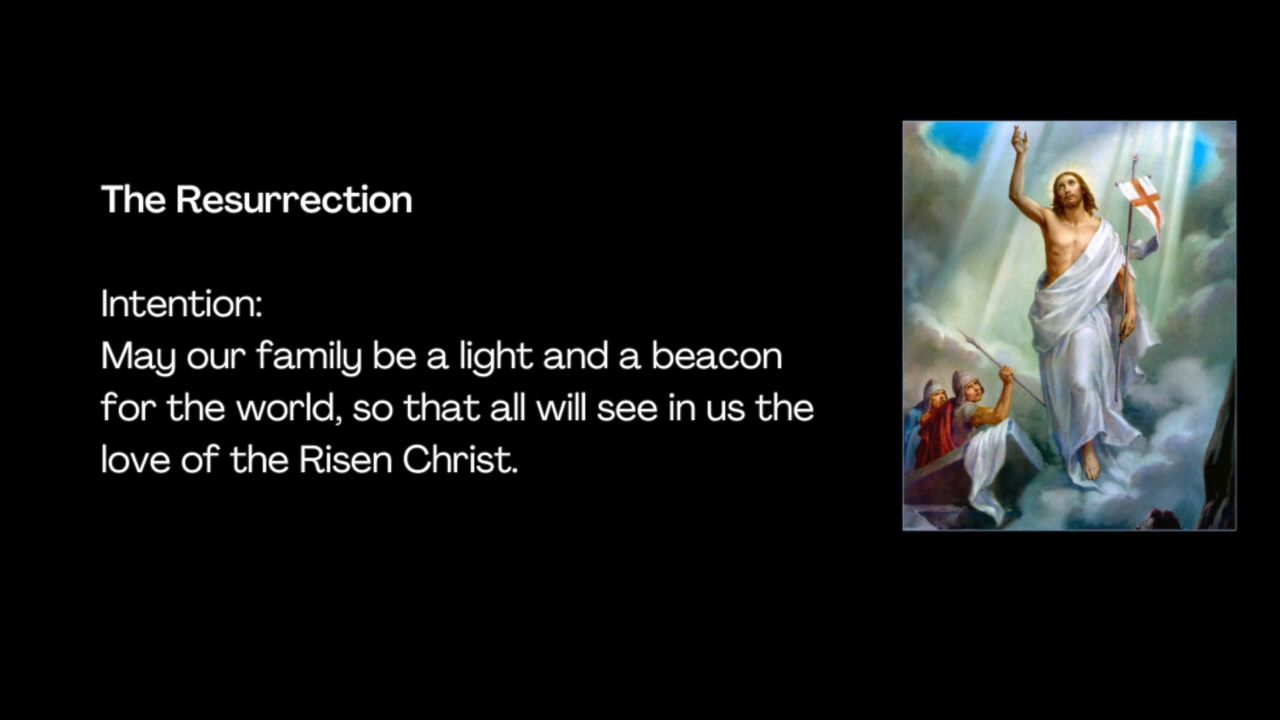 The Resurrection
Intention:
May our family be a light and a beacon
for the world, so that all will see in us the
love of the Risen Christ.